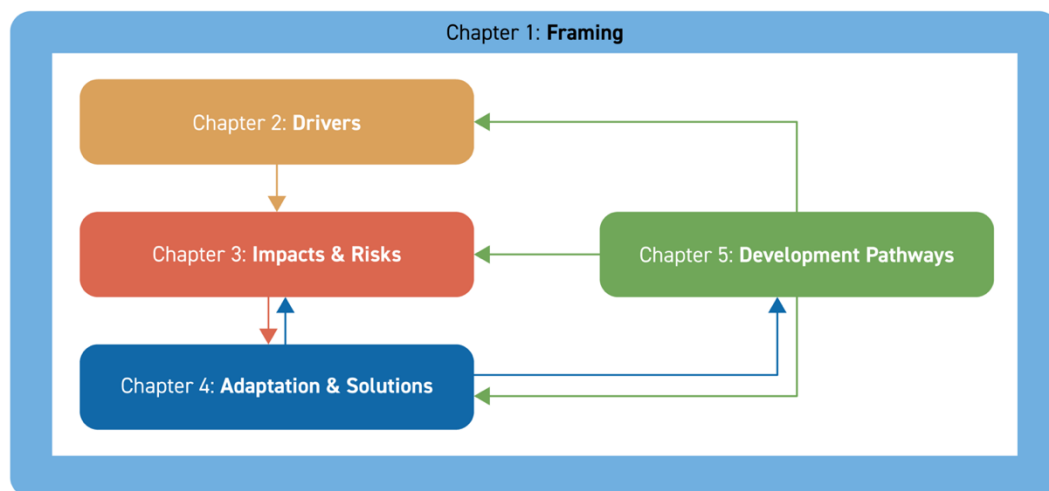 Chapter 1: Framing
Chapter 2: Drivers
Chapter 3: Impacts & Risks
Chapter 5: Development Pathways
Chapter 4: Adaptation & Solutions